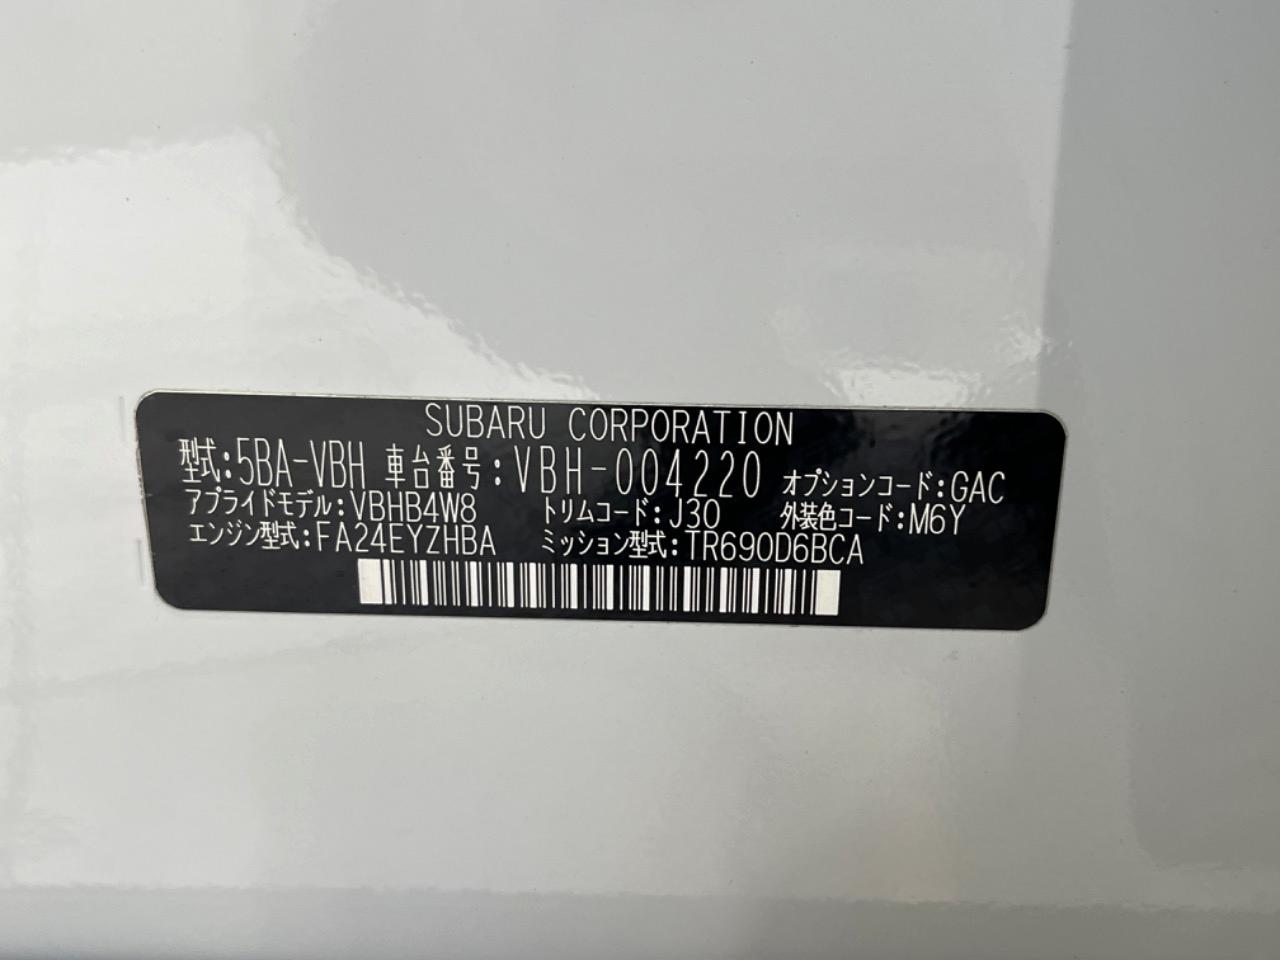 SUBARU CORPORATION
型式:5BA-VBH 車台番号:VBH-004220 オプションコード:GAC
アプライドモデル:VBHB4W8 トリムコード:J30 外装色コード:M6Y
エンジン型式:FA24EYZHBA ミッション型式:TR690D6BCA